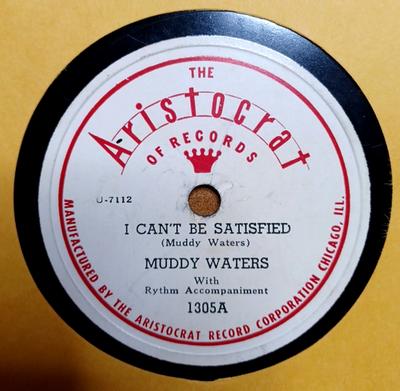 THE
Aristocrat
OF RECORDS
U-7112
I CAN'T BE SATISFIED
(Muddy Waters)
MUDDY WATERS
With
Rythm Accompaniment
1305A
MANUFACTURED BY THE ARISTOCRAT RECORD CORPORATION CHICAGO, ILL.